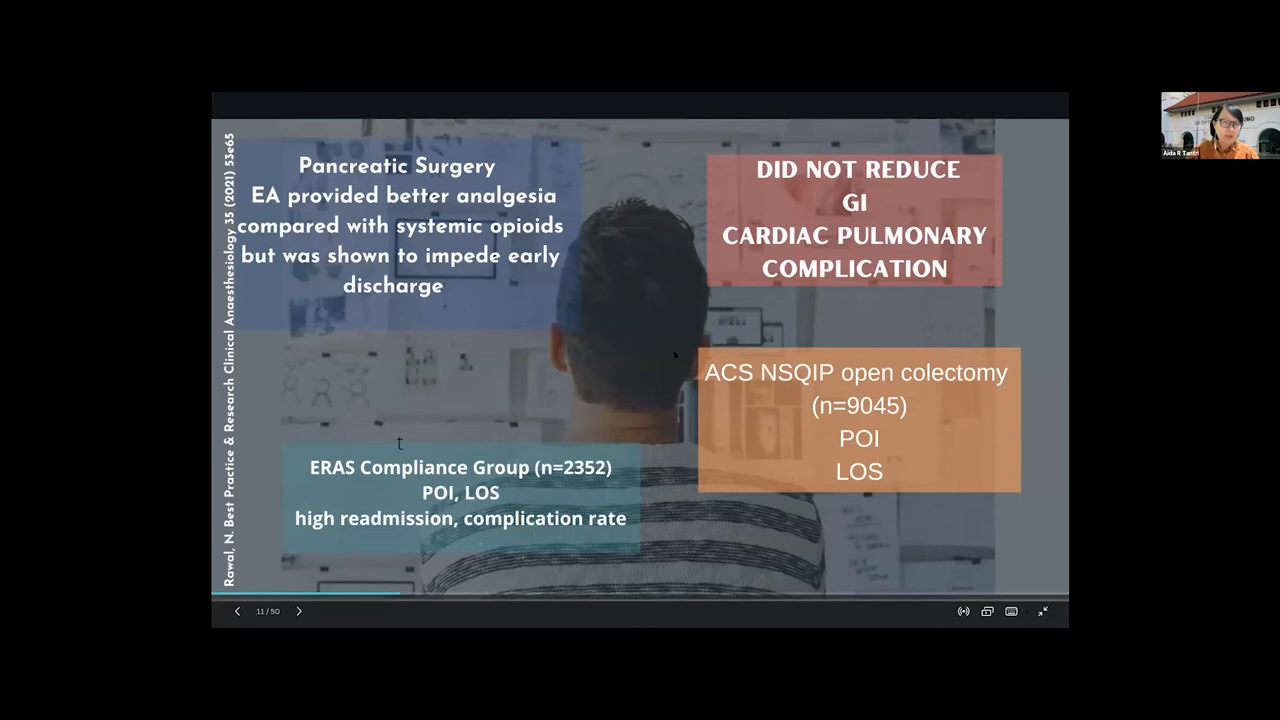 Rawal, N. Best Practice & Research Clinical Anaesthesiology 35 (2021) 53e65
Pancreatic Surgery
EA provided better analgesia
compared with systemic opioids
but was shown to impede early
discharge
DID NOT REDUCE
GI
CARDIAC PULMONARY
COMPLICATION
ACS NSQIP open colectomy
(n=9045)
POI
LOS
t
ERAS Compliance Group (n=2352)
POI, LOS
high readmission, complication rate
11 / 50
Aida R Tantri